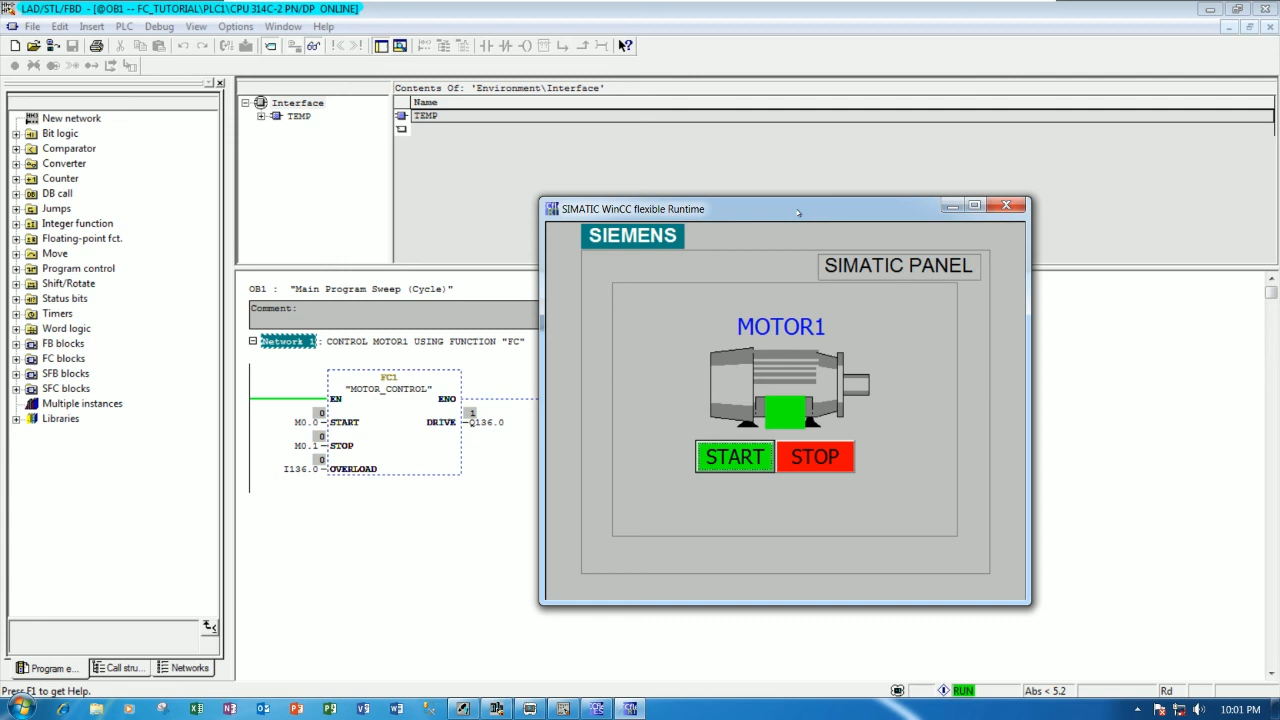 LAD/STL/FBD - [@OB1 -- FC_TUTORIAL\PLC1\CPU 314C-2 PN/DP ONLINE]
File Edit Insert PLC Debug View Options Window Help
Contents Of: 'Environment\Interface'
Interface
TEMP
Name
TEMP
New network
Bit logic
Comparator
Converter
Counter
DB call
Jumps
Integer function
Floating-point fct.
Move
Program control
Shift/Rotate
Status bits
Timers
Word logic
FB blocks
FC blocks
SFB blocks
SFC blocks
Multiple instances
Libraries
OB1 : "Main Program Sweep (Cycle)"
Comment:
Network 1: CONTROL MOTOR1 USING FUNCTION "FC"
FC1
"MOTOR_CONTROL"
EN ENO
0 1
M0.0 START DRIVE Q136.0
0
M0.1 STOP
0
I136.0 OVERLOAD
SIMATIC WinCC flexible Runtime
SIEMENS
SIMATIC PANEL
MOTOR1
START STOP
Program e... Call stru... Networks
Press F1 to get Help.
RUN Abs < 5.2 Rd
10:01 PM